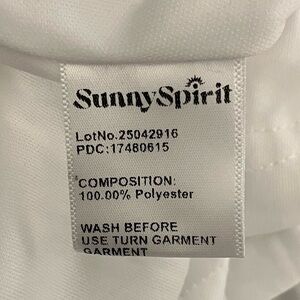 SunnySpirit
LotNo.25042916
PDC:17480615
COMPOSITION:
100.00% Polyester
WASH BEFORE
USE TURN GARMENT
GARMENT